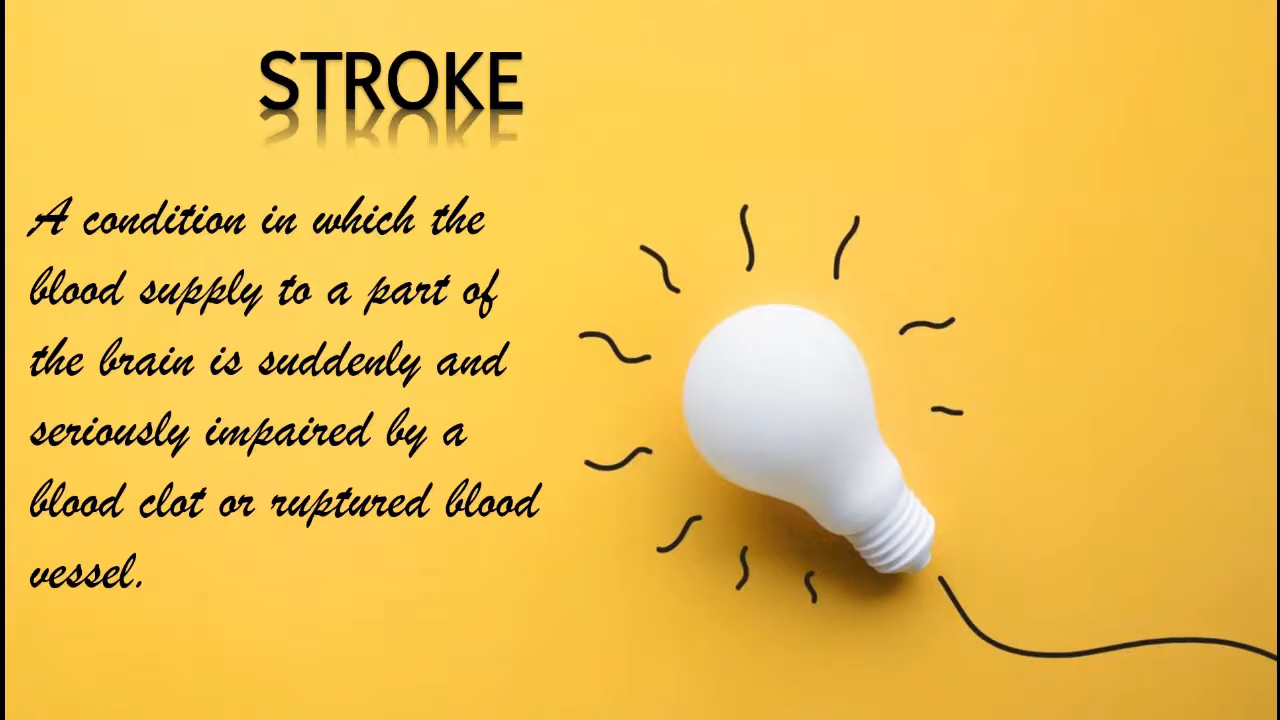 STROKE
A condition in which the
blood supply to a part of
the brain is suddenly and
seriously impaired by a
blood clot or ruptured blood
vessel.